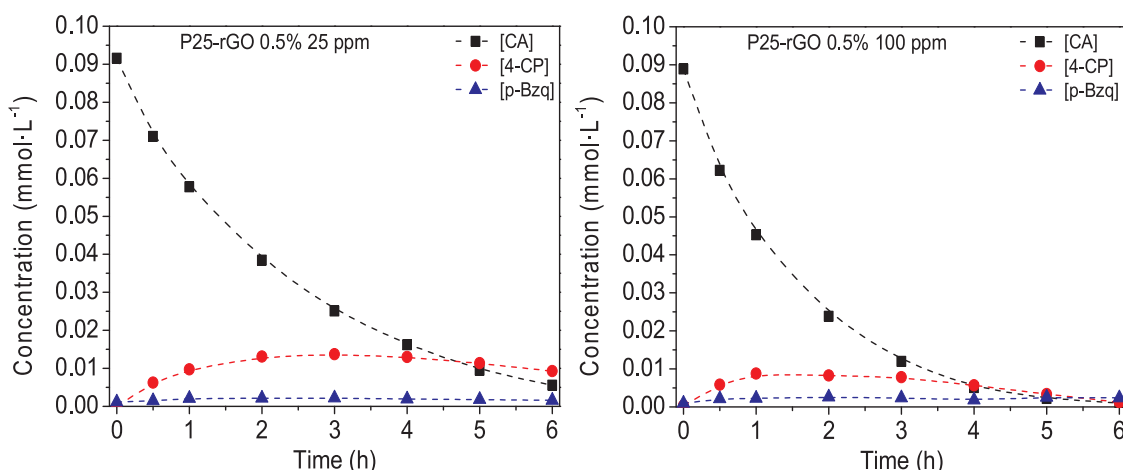 P25-rGO 0.5% 25 ppm
[CA]
[4-CP]
[p-Bzq]
0.10
0.09
0.08
0.07
0.06
0.05
0.04
0.03
0.02
0.01
0.00
Concentration (mmol·L⁻¹)
0 1 2 3 4 5 6
Time (h)
P25-rGO 0.5% 100 ppm
[CA]
[4-CP]
[p-Bzq]
0.10
0.09
0.08
0.07
0.06
0.05
0.04
0.03
0.02
0.01
0.00
Concentration (mmol·L⁻¹)
0 1 2 3 4 5 6
Time (h)